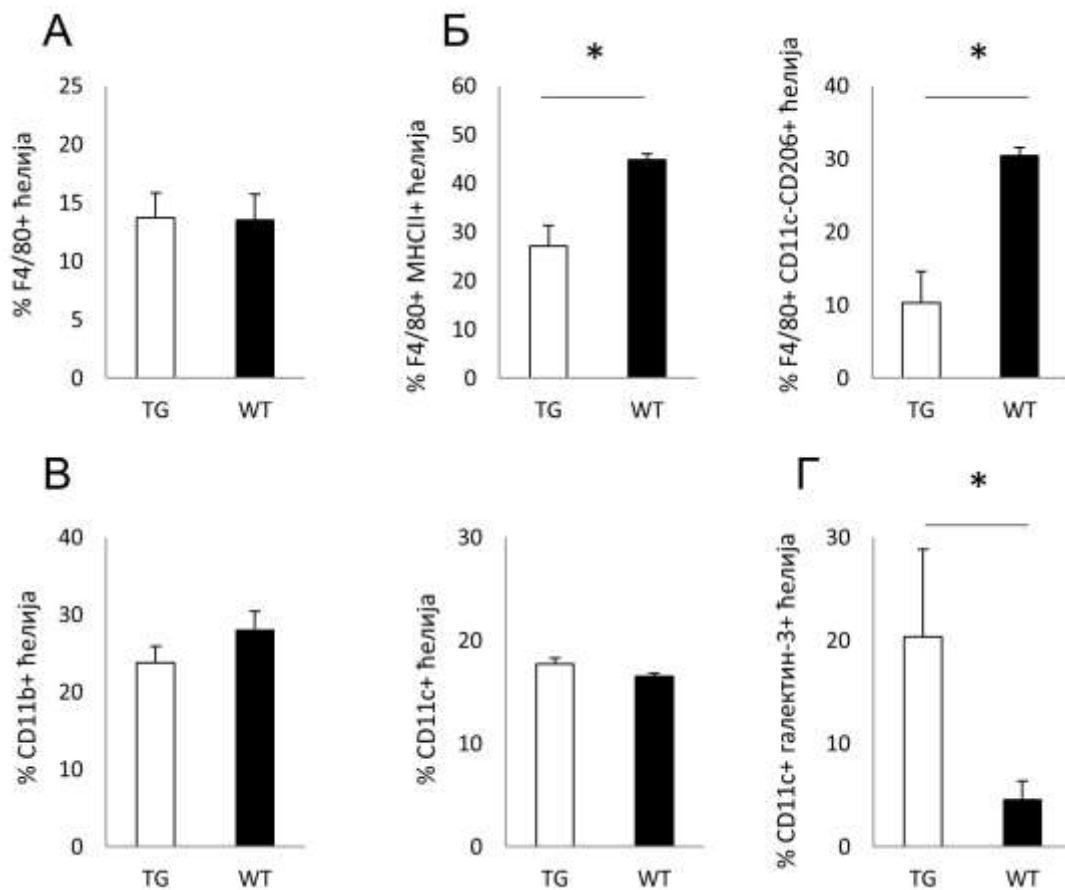 А
% F4/80+ ћелија
25
20
15
10
5
0
TG WT
Б
*
% F4/80+ MHCII+ ћелија
60
50
40
30
20
10
0
TG WT
*
% F4/80+ CD11c-CD206+ ћелија
40
30
20
10
0
TG WT
В
% CD11b+ ћелија
40
30
20
10
0
TG WT
% CD11c+ ћелија
30
20
10
0
TG WT
Г
*
% CD11c+ галектин-3+ ћелија
30
20
10
0
TG WT